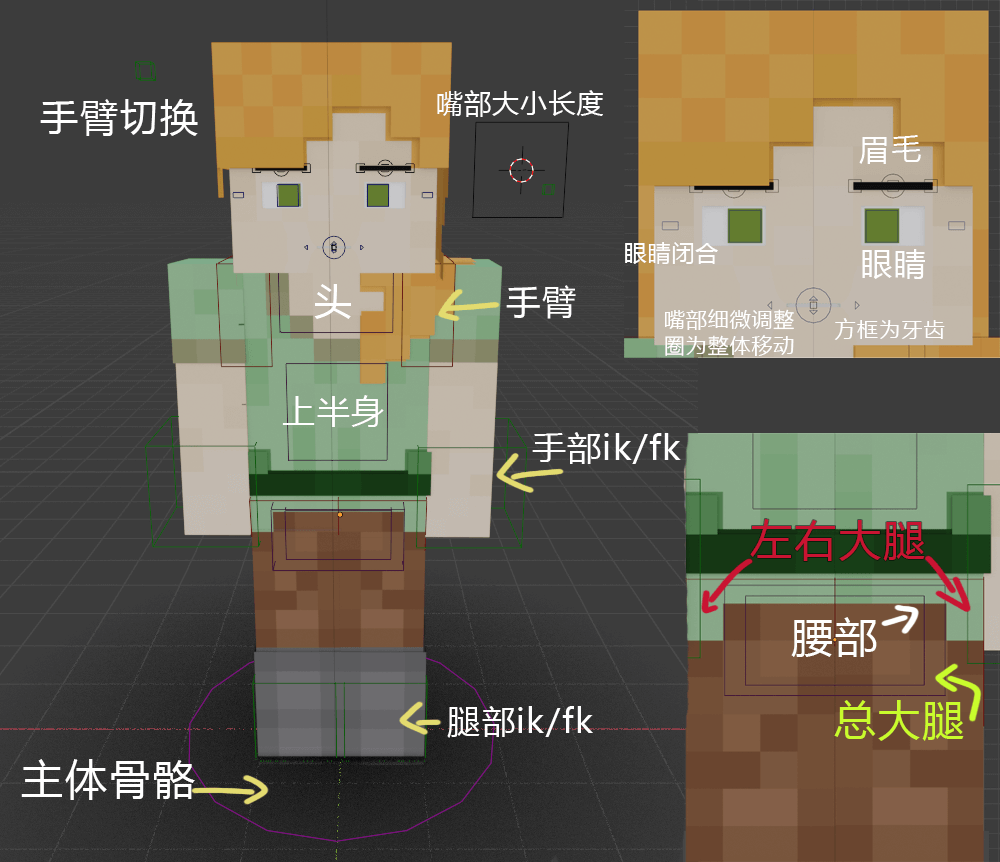 手臂切换
嘴部大小长度
头
手臂
上半身
手部ik/fk
腿部ik/fk
主体骨骼
眉毛
眼睛闭合
眼睛
嘴部细微调整
圈为整体移动
方框为牙齿
左右大腿
腰部
总大腿